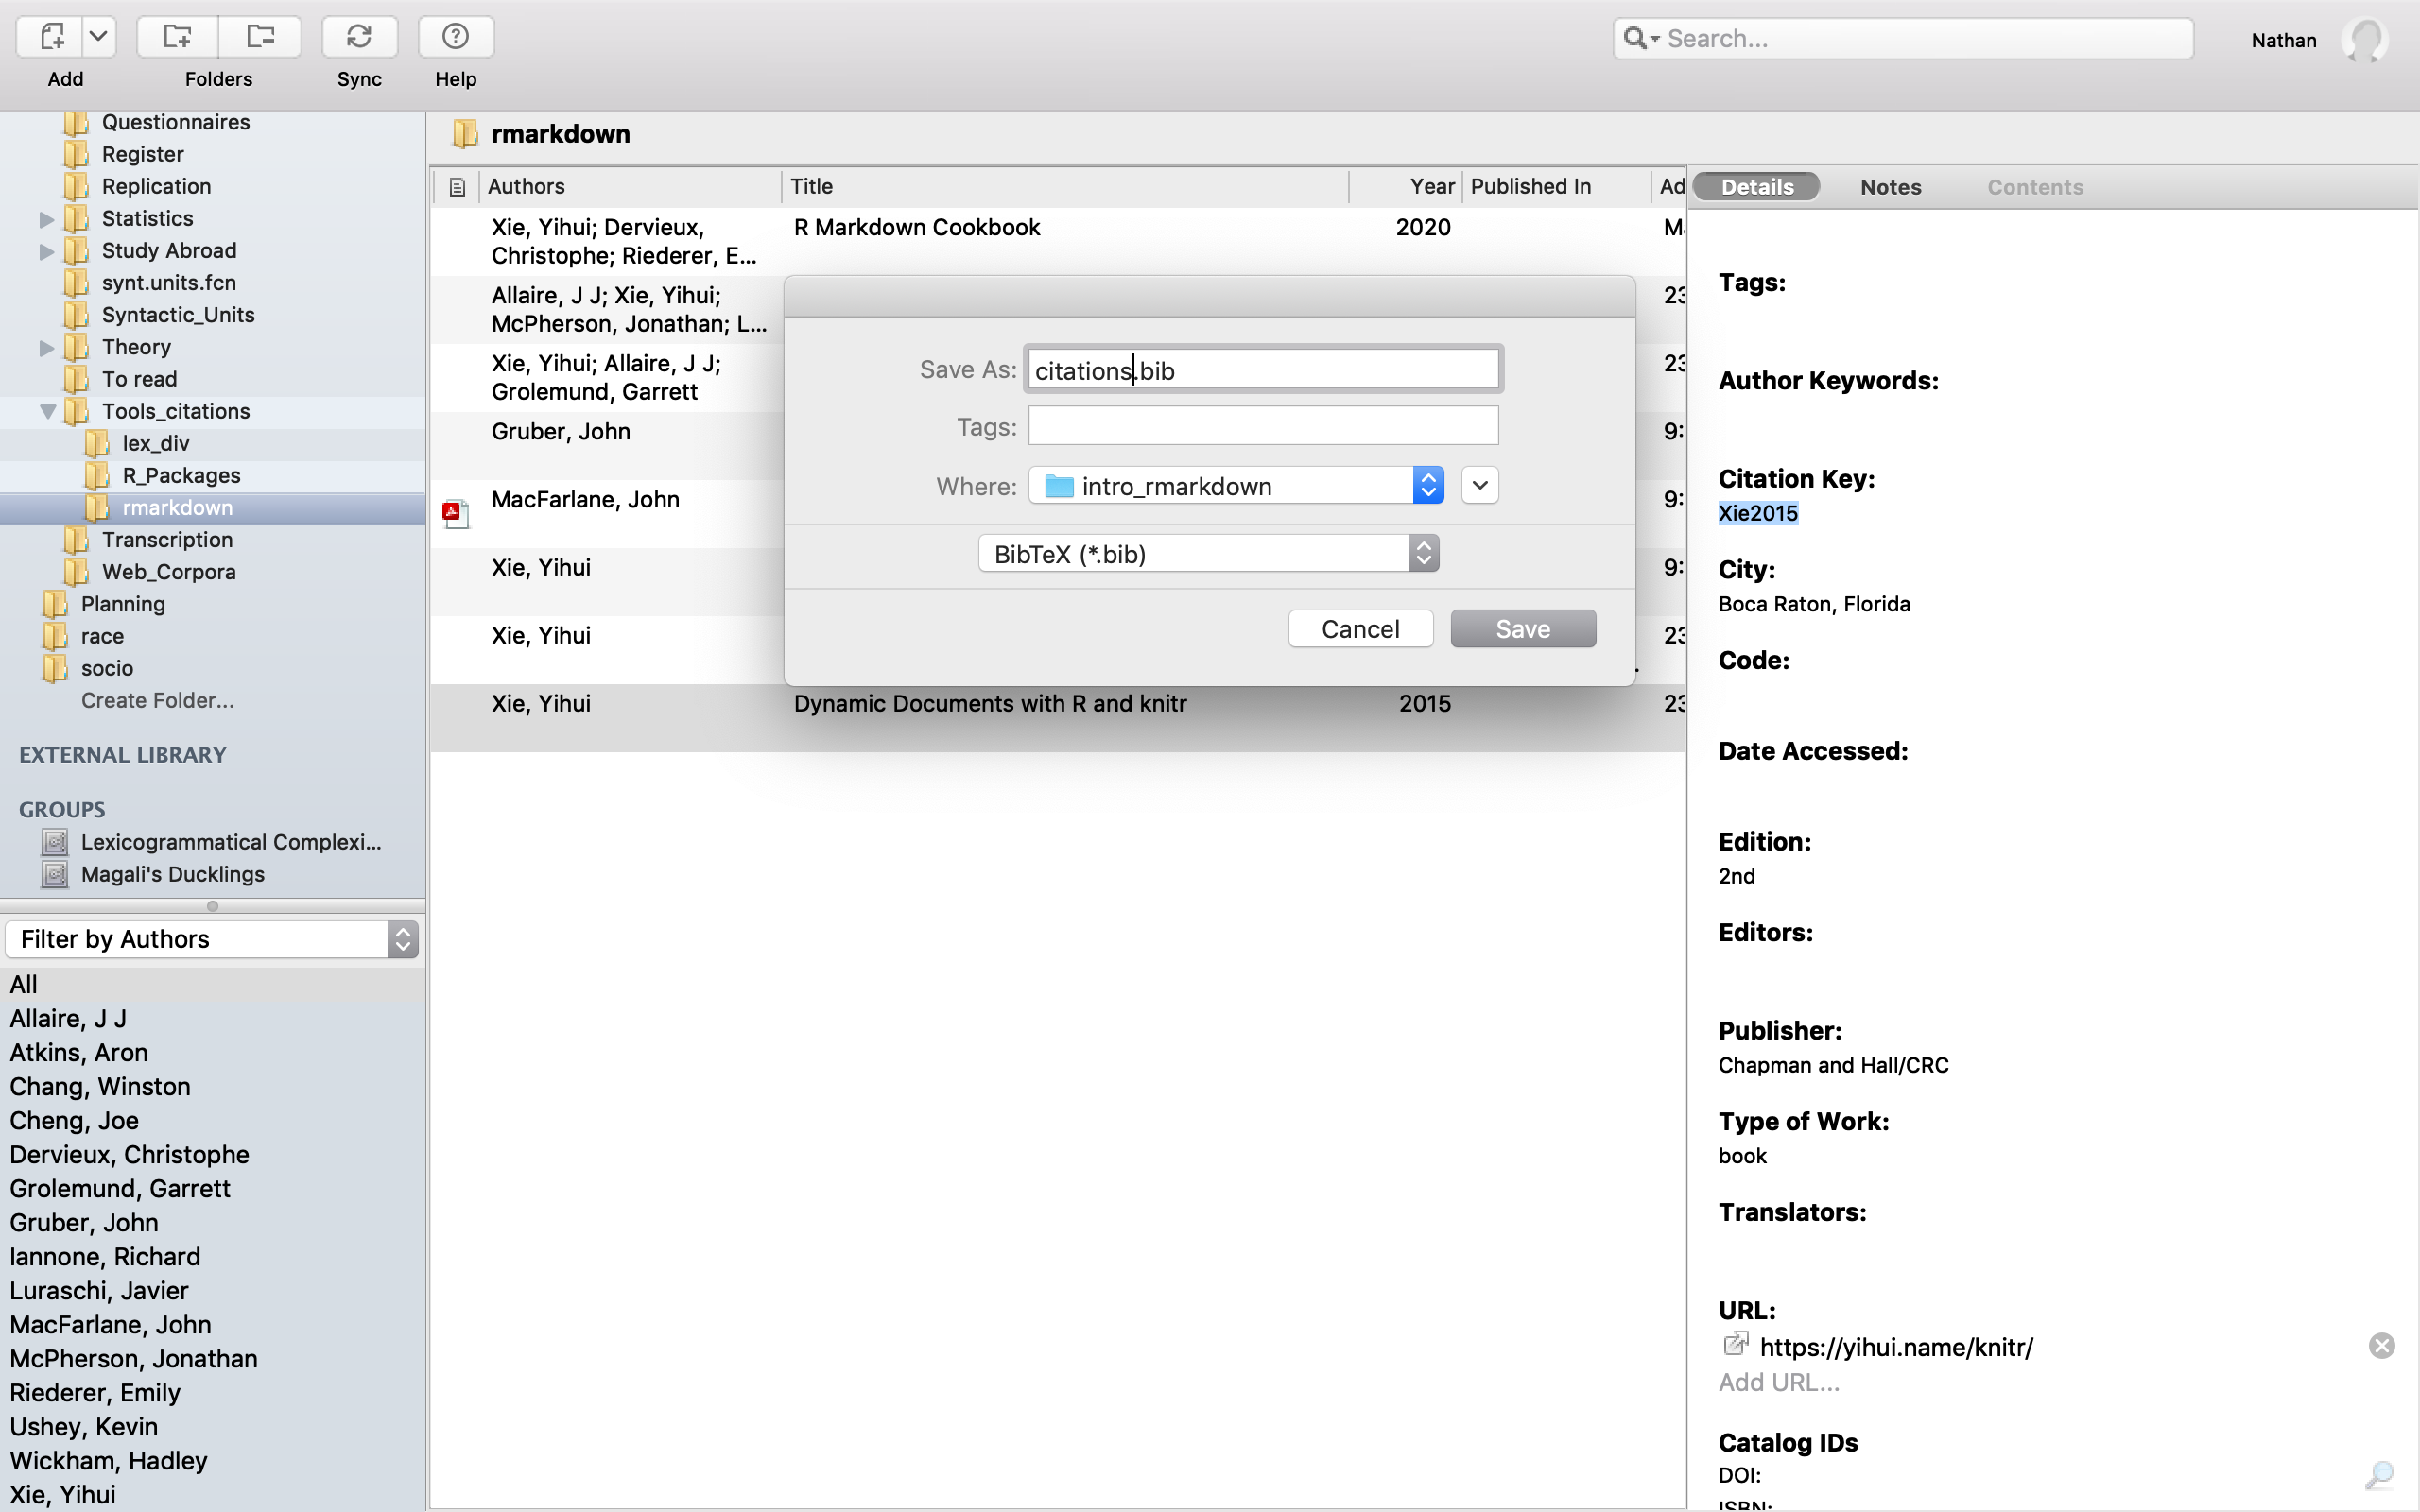 Add
Folders
Sync
Help
Search...
Nathan
Questionnaires
Register
Replication
Statistics
Study Abroad
synt.units.fcn
Syntactic_Units
Theory
To read
Tools_citations
lex_div
R_Packages
rmarkdown
Transcription
Web_Corpora
Planning
race
socio
Create Folder...
EXTERNAL LIBRARY
GROUPS
Lexicogrammatical Complexi...
Magali's Ducklings
Filter by Authors
All
Allaire, J J
Atkins, Aron
Chang, Winston
Cheng, Joe
Dervieux, Christophe
Grolemund, Garrett
Gruber, John
Iannone, Richard
Luraschi, Javier
MacFarlane, John
McPherson, Jonathan
Riederer, Emily
Ushey, Kevin
Wickham, Hadley
Xie, Yihui
rmarkdown
Authors Title Year Published In Ad
Xie, Yihui; Dervieux, R Markdown Cookbook 2020
Christophe; Riederer, E...
Allaire, J J; Xie, Yihui; 23
McPherson, Jonathan; L...
Xie, Yihui; Allaire, J J; 23
Grolemund, Garrett
Gruber, John 9:
MacFarlane, John 9:
Xie, Yihui 9:
Xie, Yihui 23
Xie, Yihui Dynamic Documents with R and knitr 2015 23
Save As: citations.bib
Tags:
Where: intro_rmarkdown
BibTeX (*.bib)
Cancel Save
Details Notes Contents
Tags:
Author Keywords:
Citation Key:
Xie2015
City:
Boca Raton, Florida
Code:
Date Accessed:
Edition:
2nd
Editors:
Publisher:
Chapman and Hall/CRC
Type of Work:
book
Translators:
URL:
https://yihui.name/knitr/
Add URL...
Catalog IDs
DOI:
ISBN: